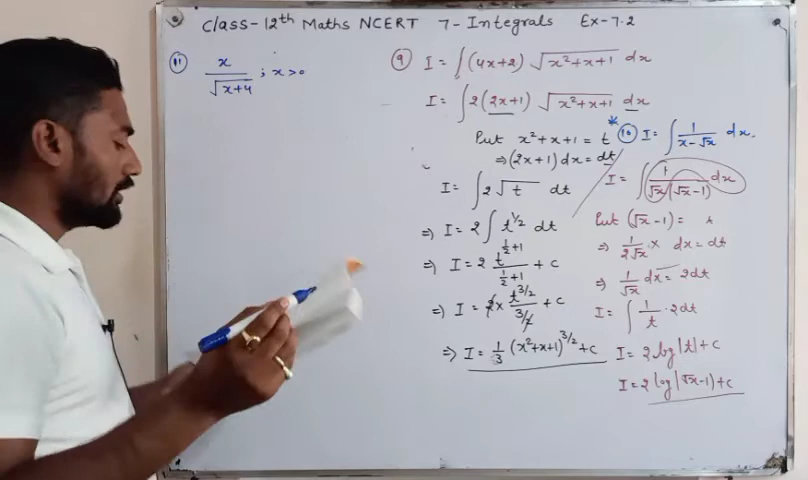 Class-12th Maths NCERT 7-Integrals Ex-7.2
11) x/√(x+4) ; x>0
9) I = ∫(4x+2) √(x²+x+1) dx
I = ∫2(2x+1) √(x²+x+1) dx
Put x²+x+1 = t
⇒(2x+1)dx = dt
I = ∫2√t dt
⇒ I = 2∫t^(1/2) dt
⇒ I = 2 t^(1/2+1)/(1/2+1) + c
⇒ I = 2 × t^(3/2)/(3/2) + c
⇒ I = 1/3 (x²+x+1)^(3/2) + c
* 10) I = ∫ 1/(x-√x) dx.
I = ∫ 1/(√x(√x-1)) dx
Put (√x-1) = t
⇒ 1/(2√x) × dx = dt
⇒ 1/√x dx = 2dt
I = ∫ 1/t · 2dt
I = 2 log|t| + c
I = 2 log|√x-1) + c